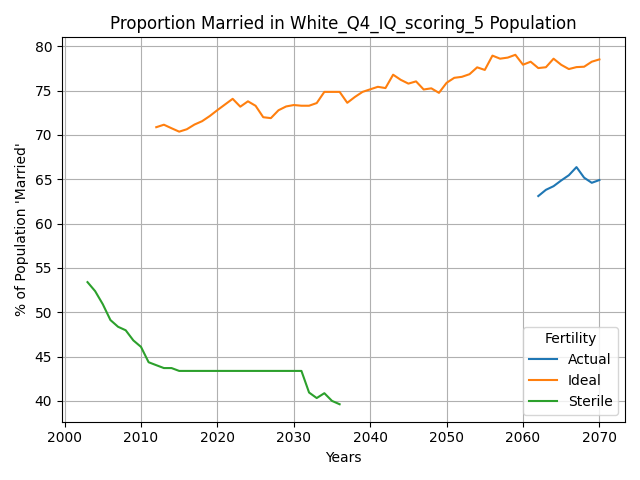 Proportion Married in White_Q4_IQ_scoring_5 Population
% of Population 'Married'
80
75
70
65
60
55
50
45
40
Fertility
Actual
Ideal
Sterile
2000 2010 2020 2030 2040 2050 2060 2070
Years